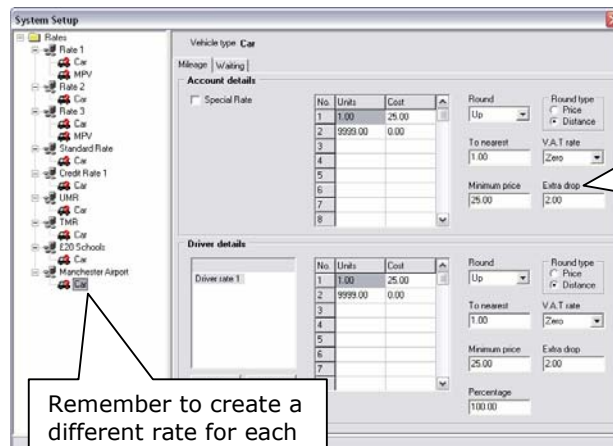 System Setup
Rates
Rate 1
Car
MPV
Rate 2
Car
Rate 3
Car
MPV
Standard Rate
Car
Credit Rate 1
Car
UMR
Car
TMR
Car
£20 Schools
Car
Manchester Airport
Car
Vehicle type Car
Mileage Waiting
Account details
Special Rate
No. Units Cost
1 1.00 25.00
2 9999.00 0.00
3
4
5
6
7
8
Round
Up
Round type
Price
Distance
To nearest
1.00
V.A.T rate
Zero
Minimum price
25.00
Extra drop
2.00
Driver details
Driver rate 1
No. Units Cost
1 1.00 25.00
2 9999.00 0.00
3
4
5
6
7
Round
Up
Round type
Price
Distance
To nearest
1.00
V.A.T rate
Zero
Minimum price
25.00
Extra drop
2.00
Percentage
100.00
Remember to create a
different rate for each